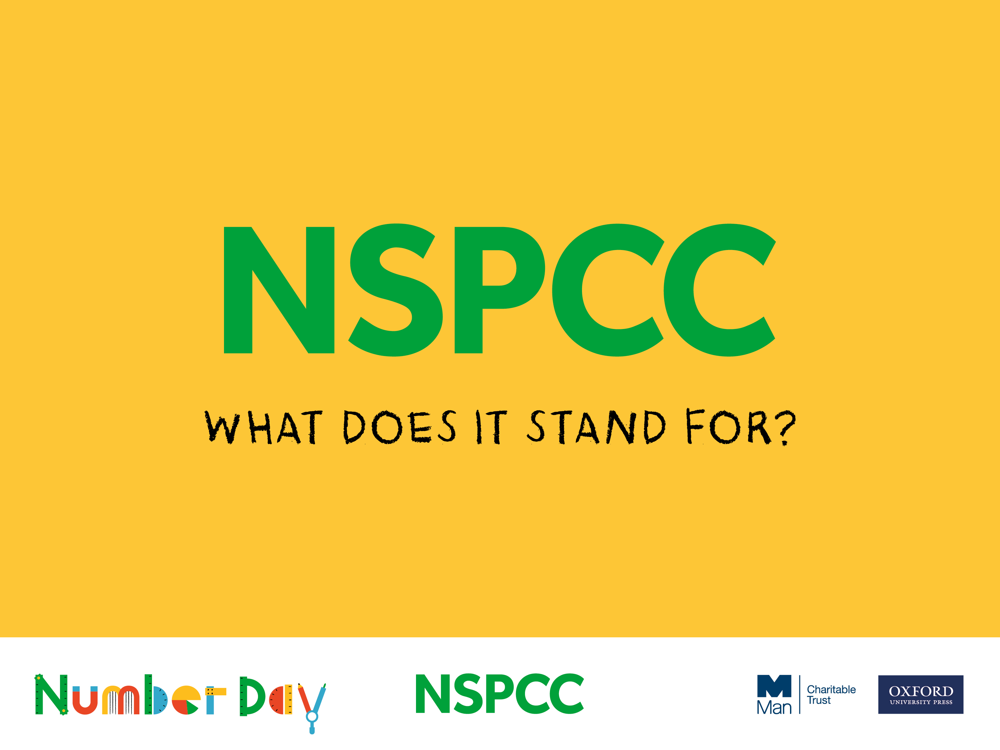 NSPCC
WHAT DOES IT STAND FOR?
Number Day
NSPCC
Man
Charitable
Trust
OXFORD
UNIVERSITY PRESS